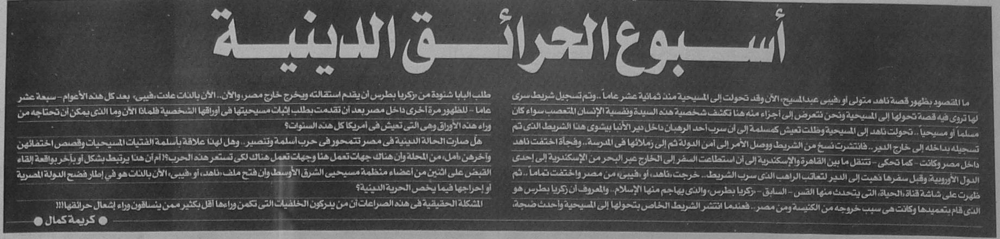 أسبوع الحرائق الدينية
ما المقصود بظهور قصة ناهد متولى أو «فيبى عبدالمسيح» الآن وقد تحولت إلى المسيحية منذ ثمانية عشر عاماً .. وتم تسجيل شريط سرى
لها تروى فيه قصة تحولها إلى المسيحية ونحن نتعرض إلى أجزاء منه هنا تكشف شخصية هذه السيدة ونفسية الإنسان المتعصب سواء كان
مسلما أو مسيحياً .. تحولت ناهد إلى المسيحية وظلت تعيش كمسلمة إلى أن سرب أحد الرهبان داخل دير الأنبا بيشوى هذا الشريط الذى تم
تسجيله بداخله إلى خارج الدير .. فانتشرت نسخ من الشريط ووصل الأمر إلى أمن الدولة ثم إلى زملائها فى المدرسة .. وفجأة اختفت ناهد
داخل مصر وكانت - كما تحكى - تتنقل ما بين القاهرة والإسكندرية إلى أن استطاعت السفر إلى الخارج عبر البحر من الإسكندرية إلى إحدى
الدول الأوروبية، وقبل سفرها ذهبت إلى الدير لتعاتب الراهب الذى سرب الشريط .. خرجت «ناهد» أو «فيبى» من مصر واختفت تماماً .. ثم
ظهرت على شاشة قناة «الحياة» التى يتحدث منها القس - السابق - «زكريا بطرس» والذى يهاجم منها الإسلام .. والمعروف أن زكريا بطرس هو
الذى قام بتعميدها وكانت هى سبب خروجه من الكنيسة ومن مصر .. فعندما انتشر الشريط الخاص بتحولها إلى المسيحية وأحدث ضجة،
طلب البابا شنودة من «زكريا بطرس أن يقدم استقالته ويخرج خارج مصر، والآن .. الآن بالذات عادت «فيبى» بعد كل هذه الأعوام - سبعة عشر
عاما - للظهور مرة أخرى داخل مصر بعد أن تقدمت بطلب إثبات مسيحيتها فى أوراقها الشخصية فلماذا الآن وما الذى يمكن أن تحتاجه من
وراء هذه الأوراق وهى التى تعيش فى أمريكا كل هذه السنوات؟
هل صارت الحالة الدينية فى مصر تتمحور فى حرب أسلمة وتنصير .. وهل لهذا علاقة بأسلمة الفتيات المسيحيات وقصص اختفائهن
وآخرهن «أمل» من المحلة وأن هناك جهات تعمل هنا وجهات تعمل هناك لكى تستعر هذه الحرب؟! أم أن هذا يرتبط بشكل أو بآخر بواقعة إلقاء
القبض على اثنين من أعضاء منظمة مسيحيى الشرق الأوسط وأن فتح ملف «ناهد» أو «فيبى» الآن بالذات هو في إطار فضح الدولة المصرية
أو إحراجها فيما يخص الحرية الدينية؟
المشكلة الحقيقية فى هذه الصراعات أن من يدركون الخلفيات التى تكمن وراءها أقل بكثير ممن ينساقون وراء إشعال حرائقها!!!
● كريمة كمال ●